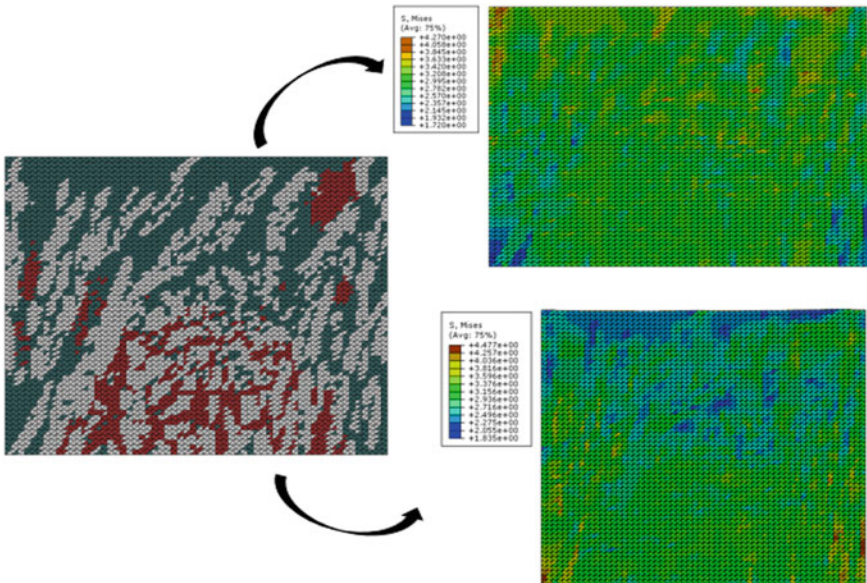 S, Mises
(Avg: 75%)
+4.270e+00
+4.058e+00
+3.845e+00
+3.633e+00
+3.420e+00
+3.208e+00
+2.995e+00
+2.782e+00
+2.570e+00
+2.357e+00
+2.145e+00
+1.932e+00
+1.720e+00
S, Mises
(Avg: 75%)
+4.477e+00
+4.257e+00
+4.036e+00
+3.816e+00
+3.596e+00
+3.376e+00
+3.156e+00
+2.936e+00
+2.716e+00
+2.496e+00
+2.275e+00
+2.055e+00
+1.835e+00